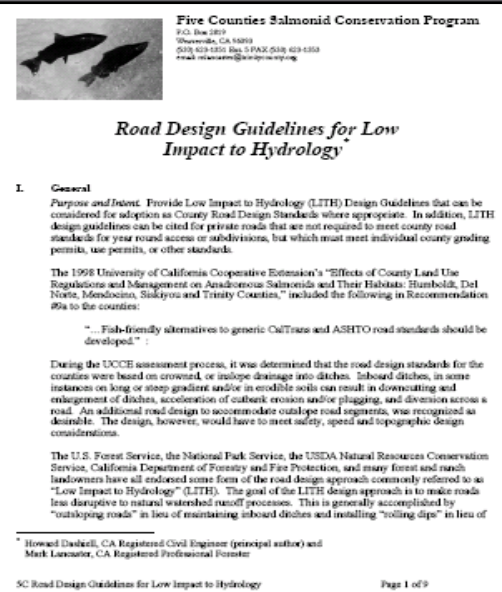 Five Counties Salmonid Conservation Program
P.O. Box 2819
Weaverville, CA 96093
Road Design Guidelines for Low
Impact to Hydrology*
I. General
Purpose and Intent. Provide Low Impact to Hydrology (LITH) Design Guidelines that can be
considered for adoption as County Road Design Standards where appropriate. In addition, LITH
design guidelines can be cited for private roads that are not required to meet county road
standards for year round access or subdivisions, but which must meet individual county grading
permits, use permits, or other standards.
The 1998 University of California Cooperative Extension's "Effects of County Land Use
Regulations and Management on Anadromous Salmonids and Their Habitats: Humboldt, Del
Norte, Mendocino, Siskiyou and Trinity Counties," included the following in Recommendation
#9a to the counties:
"…Fish-friendly alternatives to generic CalTrans and ASHTO road standards should be
developed." :
During the UCCE assessment process, it was determined that the road design standards for the
counties were based on crowned, or inslope drainage into ditches. Inboard ditches, in some
instances on long or steep gradient and/or in erodible soils can result in downcutting and
enlargement of ditches, acceleration of cutbank erosion and/or plugging, and diversion across a
road. An additional road design to accommodate outslope road segments, was recognized as
desirable. The design, however, would have to meet safety, speed and topographic design
considerations.
The U.S. Forest Service, the National Park Service, the USDA Natural Resources Conservation
Service, California Department of Forestry and Fire Protection, and many forest and ranch
landowners have all endorsed some form of the road design approach commonly referred to as
"Low Impact to Hydrology" (LITH). The goal of the LITH design approach is to make roads
less disruptive to natural watershed runoff processes. This is generally accomplished by
"outsloping roads" in lieu of maintaining inboard ditches and installing "rolling dips" in lieu of
* Howard Dashiell, CA Registered Civil Engineer (principal author) and
Mark Lancaster, CA Registered Professional Forester
5C Road Design Guidelines for Low Impact to Hydrology Page 1 of 9